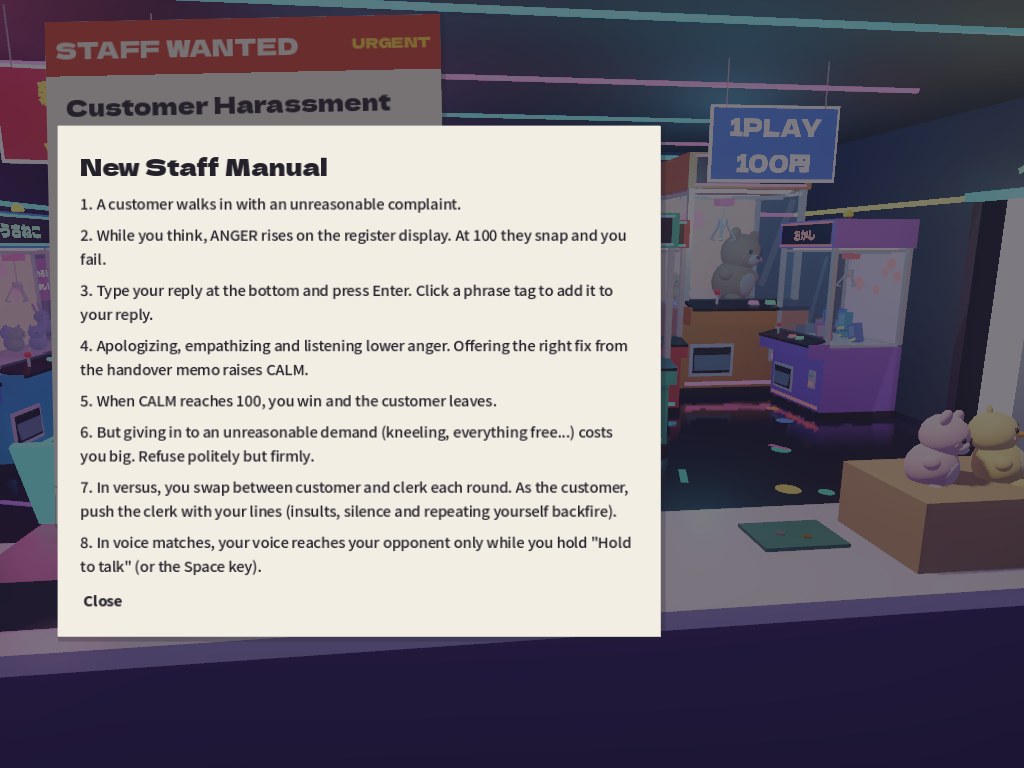 STAFF WANTED
URGENT
Customer Harassment
New Staff Manual
1. A customer walks in with an unreasonable complaint.
2. While you think, ANGER rises on the register display. At 100 they snap and you
fail.
3. Type your reply at the bottom and press Enter. Click a phrase tag to add it to
your reply.
4. Apologizing, empathizing and listening lower anger. Offering the right fix from
the handover memo raises CALM.
5. When CALM reaches 100, you win and the customer leaves.
6. But giving in to an unreasonable demand (kneeling, everything free...) costs
you big. Refuse politely but firmly.
7. In versus, you swap between customer and clerk each round. As the customer,
push the clerk with your lines (insults, silence and repeating yourself backfire).
8. In voice matches, your voice reaches your opponent only while you hold "Hold
to talk" (or the Space key).
Close
1PLAY
100円
おかし
うさねこ